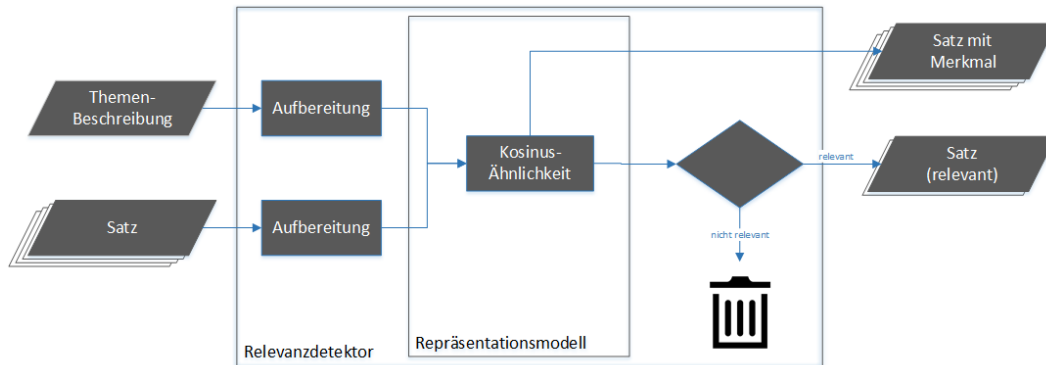 Themen-
Beschreibung
Aufbereitung
Satz
Aufbereitung
Kosinus-
Ähnlichkeit
Satz mit
Merkmal
relevant
Satz
(relevant)
nicht relevant
Relevanzdetektor
Repräsentationsmodell